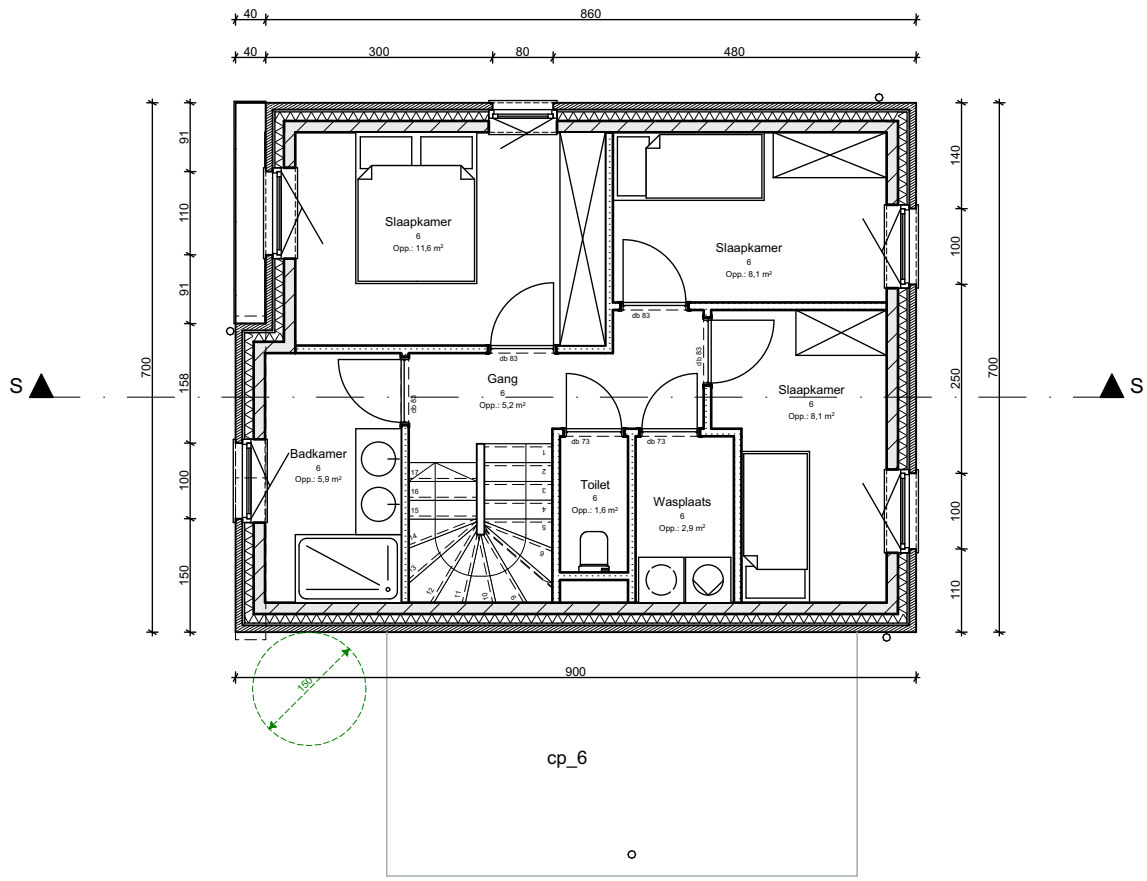 40
860
40
300
80
480
91
110
91
158
100
150
700
140
100
250
100
110
700
Slaapkamer
6
Opp.: 11,6 m²
Slaapkamer
6
Opp.: 8,1 m²
db 83
db 83
db 83
db 83
Gang
6
Opp.: 5,2 m²
Slaapkamer
6
Opp.: 8,1 m²
S
S
db 73
db 73
Badkamer
6
Opp.: 5,9 m²
Toilet
6
Opp.: 1,6 m²
Wasplaats
6
Opp.: 2,9 m²
1
2
3
4
5
6
9
10
11
12
13
14
15
16
17
900
150
cp_6